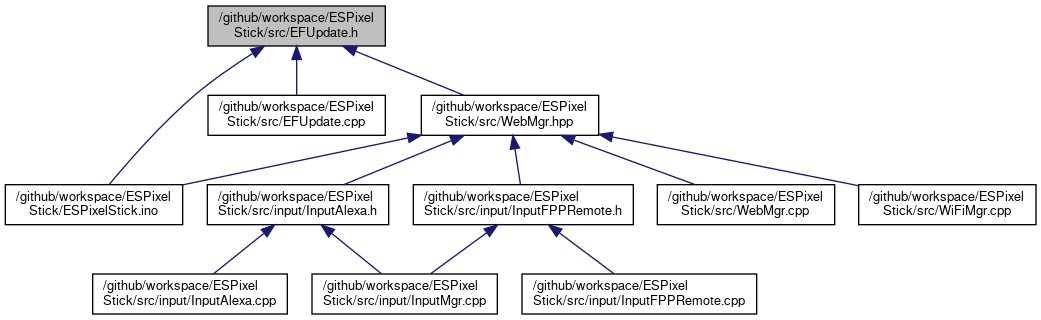 /github/workspace/ESPixel
Stick/src/EFUpdate.h
/github/workspace/ESPixel
Stick/src/EFUpdate.cpp
/github/workspace/ESPixel
Stick/src/WebMgr.hpp
/github/workspace/ESPixel
Stick/ESPixelStick.ino
/github/workspace/ESPixel
Stick/src/input/InputAlexa.h
/github/workspace/ESPixel
Stick/src/input/InputFPPRemote.h
/github/workspace/ESPixel
Stick/src/WebMgr.cpp
/github/workspace/ESPixel
Stick/src/WiFiMgr.cpp
/github/workspace/ESPixel
Stick/src/input/InputAlexa.cpp
/github/workspace/ESPixel
Stick/src/input/InputMgr.cpp
/github/workspace/ESPixel
Stick/src/input/InputFPPRemote.cpp